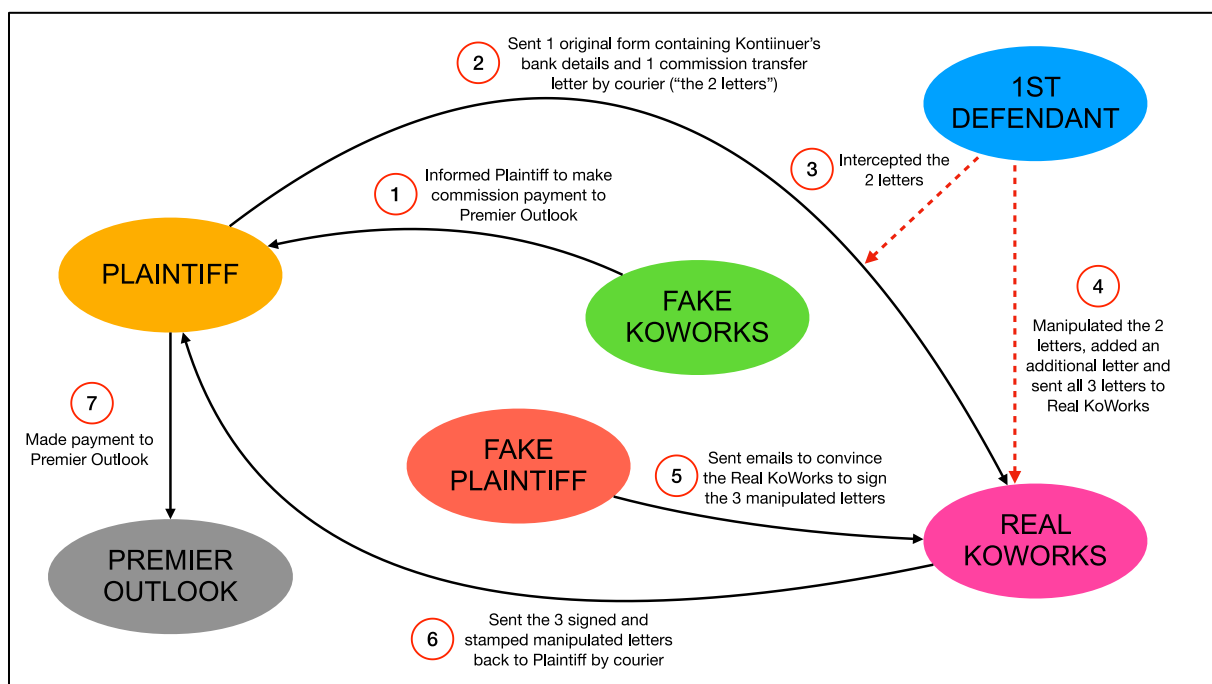 2
Sent 1 original form containing Kontiinuer's
bank details and 1 commission transfer
letter by courier (“the 2 letters”)
1ST
DEFENDANT
3
Intercepted the
2 letters
1
Informed Plaintiff to make
commission payment to
Premier Outlook
PLAINTIFF
FAKE
KOWORKS
4
Manipulated the 2
letters, added an
additional letter and
sent all 3 letters to
Real KoWorks
7
Made payment to
Premier Outlook
FAKE
PLAINTIFF
5
Sent emails to convince
the Real KoWorks to sign
the 3 manipulated letters
REAL
KOWORKS
PREMIER
OUTLOOK
6
Sent the 3 signed and
stamped manipulated letters
back to Plaintiff by courier